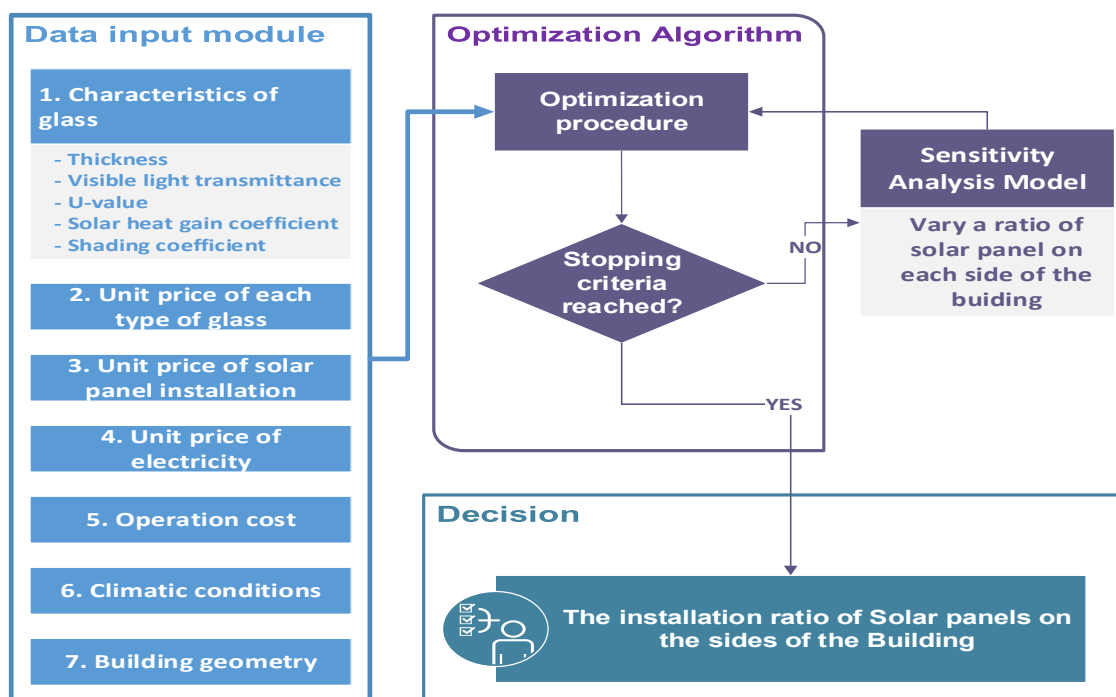 Data input module
1. Characteristics of
glass
- Thickness
- Visible light transmittance
- U-value
- Solar heat gain coefficient
- Shading coefficient
2. Unit price of each
type of glass
3. Unit price of solar
panel installation
4. Unit price of
electricity
5. Operation cost
6. Climatic conditions
7. Building geometry
Optimization Algorithm
Optimization
procedure
Stopping
criteria
reached?
NO
YES
Sensitivity
Analysis Model
Vary a ratio of
solar panel on
each side of the
buiding
Decision
The installation ratio of Solar panels on
the sides of the Building